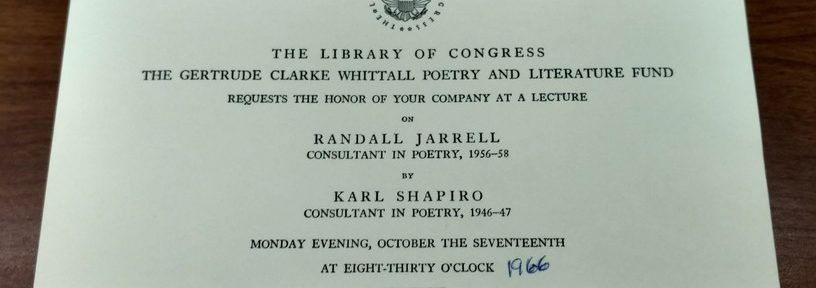 THE LIBRARY OF CONGRESS
THE GERTRUDE CLARKE WHITTALL POETRY AND LITERATURE FUND
REQUESTS THE HONOR OF YOUR COMPANY AT A LECTURE
ON
RANDALL JARRELL
CONSULTANT IN POETRY, 1956–58
BY
KARL SHAPIRO
CONSULTANT IN POETRY, 1946–47
MONDAY EVENING, OCTOBER THE SEVENTEENTH
AT EIGHT-THIRTY O'CLOCK 1966